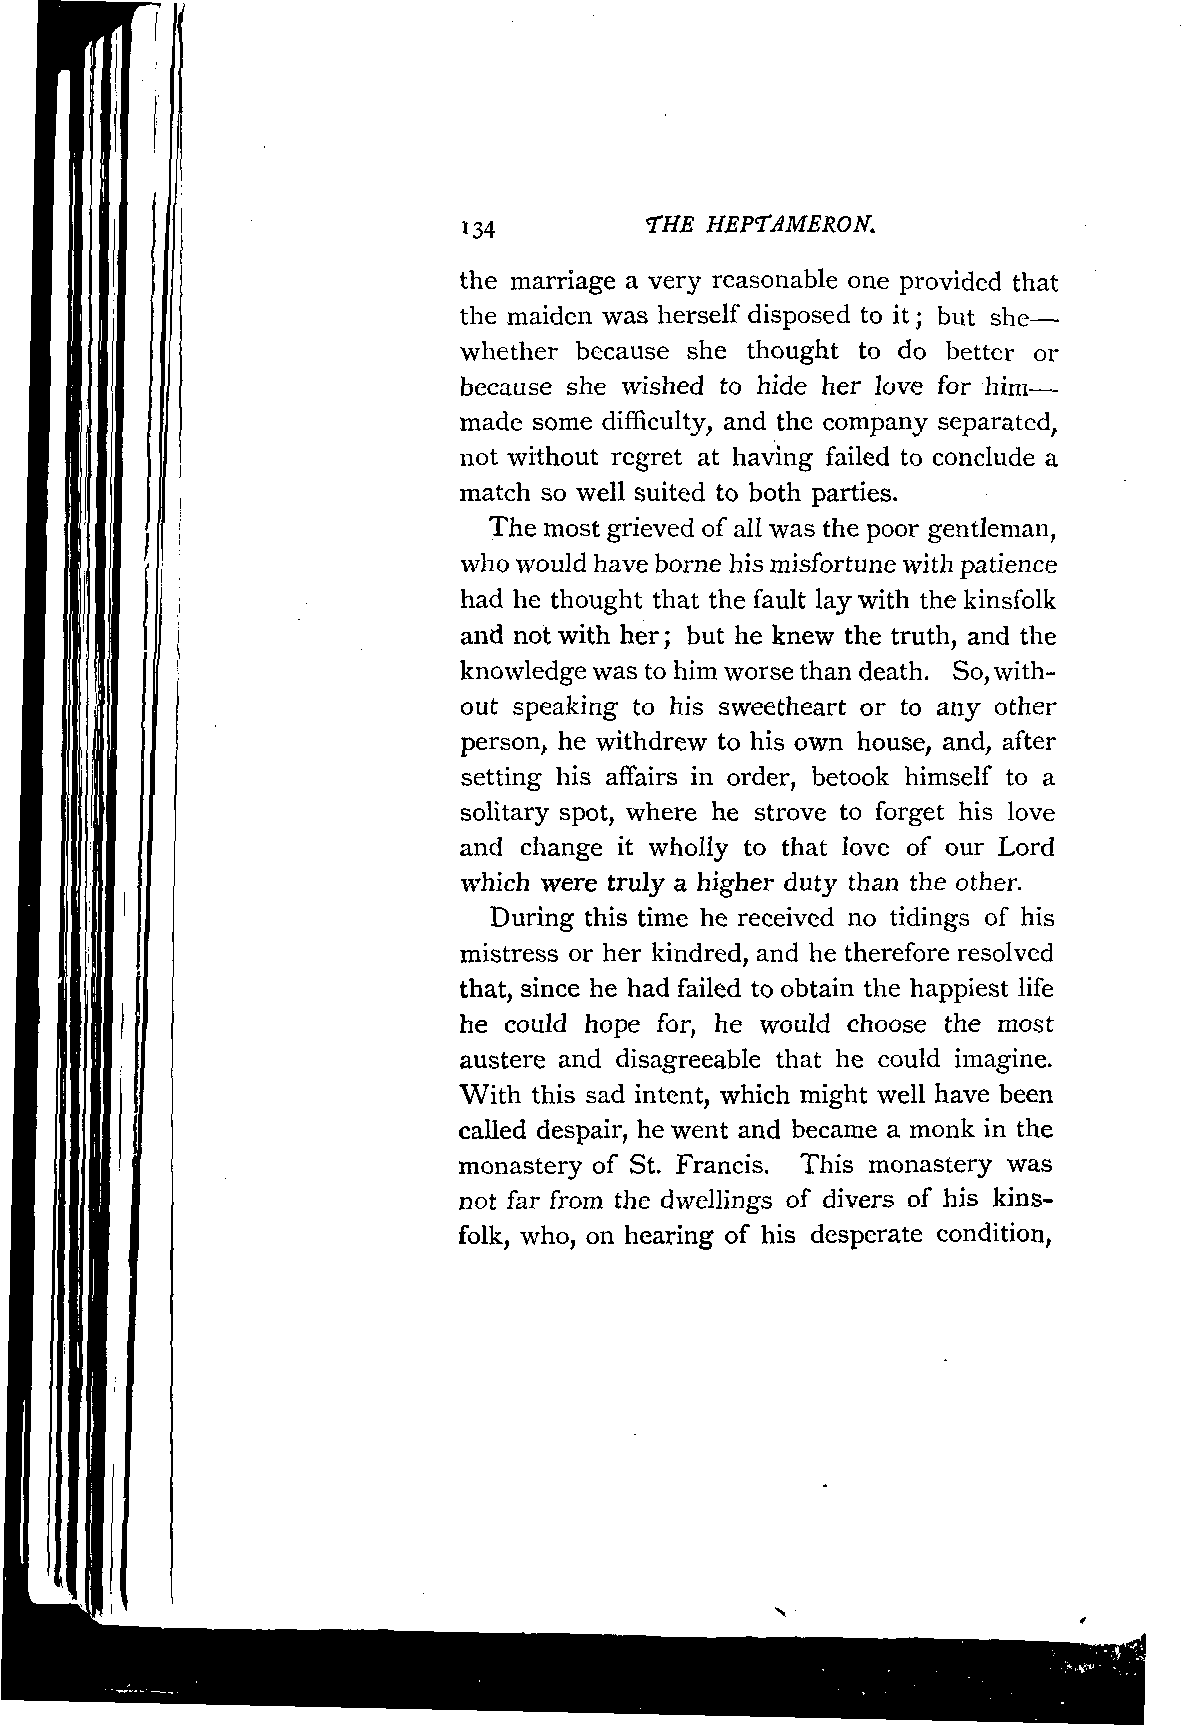 134 THE HEPTAMERON.
the marriage a very reasonable one provided that
the maiden was herself disposed to it; but she—
whether because she thought to do better or
because she wished to hide her love for him—
made some difficulty, and the company separated,
not without regret at having failed to conclude a
match so well suited to both parties.
The most grieved of all was the poor gentleman,
who would have borne his misfortune with patience
had he thought that the fault lay with the kinsfolk
and not with her; but he knew the truth, and the
knowledge was to him worse than death. So, with-
out speaking to his sweetheart or to any other
person, he withdrew to his own house, and, after
setting his affairs in order, betook himself to a
solitary spot, where he strove to forget his love
and change it wholly to that love of our Lord
which were truly a higher duty than the other.
During this time he received no tidings of his
mistress or her kindred, and he therefore resolved
that, since he had failed to obtain the happiest life
he could hope for, he would choose the most
austere and disagreeable that he could imagine.
With this sad intent, which might well have been
called despair, he went and became a monk in the
monastery of St. Francis. This monastery was
not far from the dwellings of divers of his kins-
folk, who, on hearing of his desperate condition,